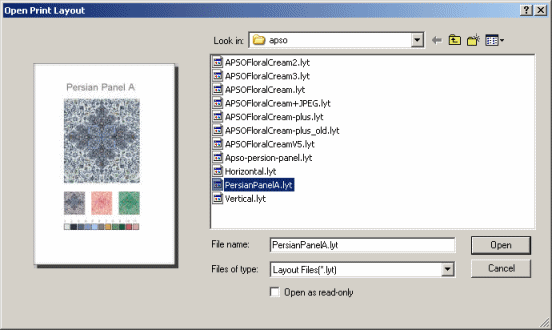 Open Print Layout
Look in: apso
Persian Panel A
APSOFloralCream2.lyt
APSOFloralCream3.lyt
APSOFloralCream.lyt
APSOFloralCream+JPEG.lyt
APSOFloralCream-plus.lyt
APSOFloralCream-plus_old.lyt
APSOFloralCreamV5.lyt
Apso-persion-panel.lyt
Horizontal.lyt
PersianPanelA.lyt
Vertical.lyt
File name: PersianPanelA.lyt Open
Files of type: Layout Files(*.lyt) Cancel
Open as read-only